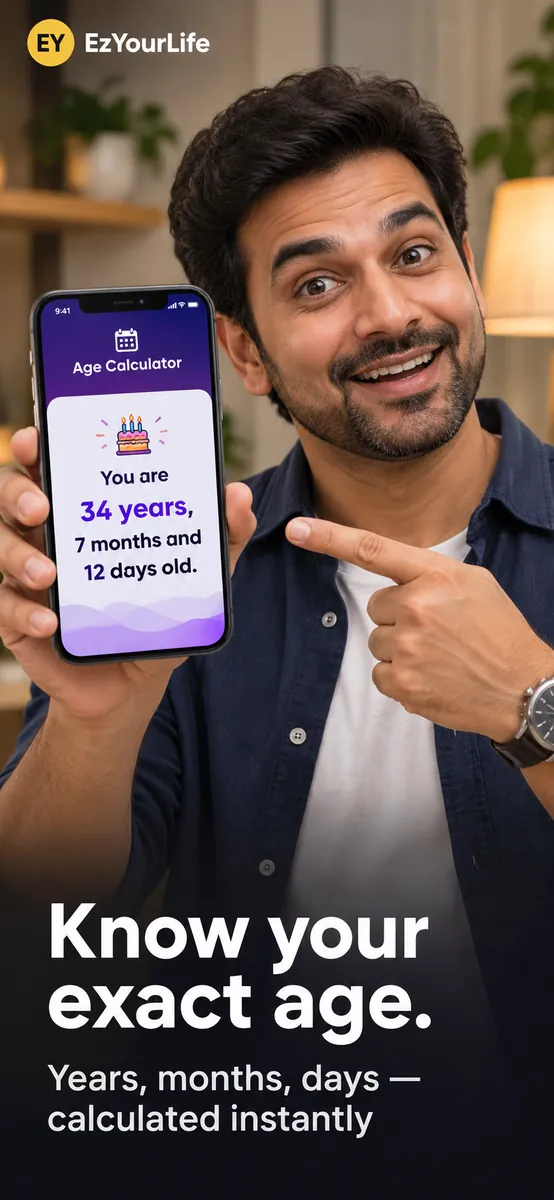 EY EzYourLife
9:41
Age Calculator
You are
34 years,
7 months and
12 days old.
Know your
exact age.
Years, months, days —
calculated instantly